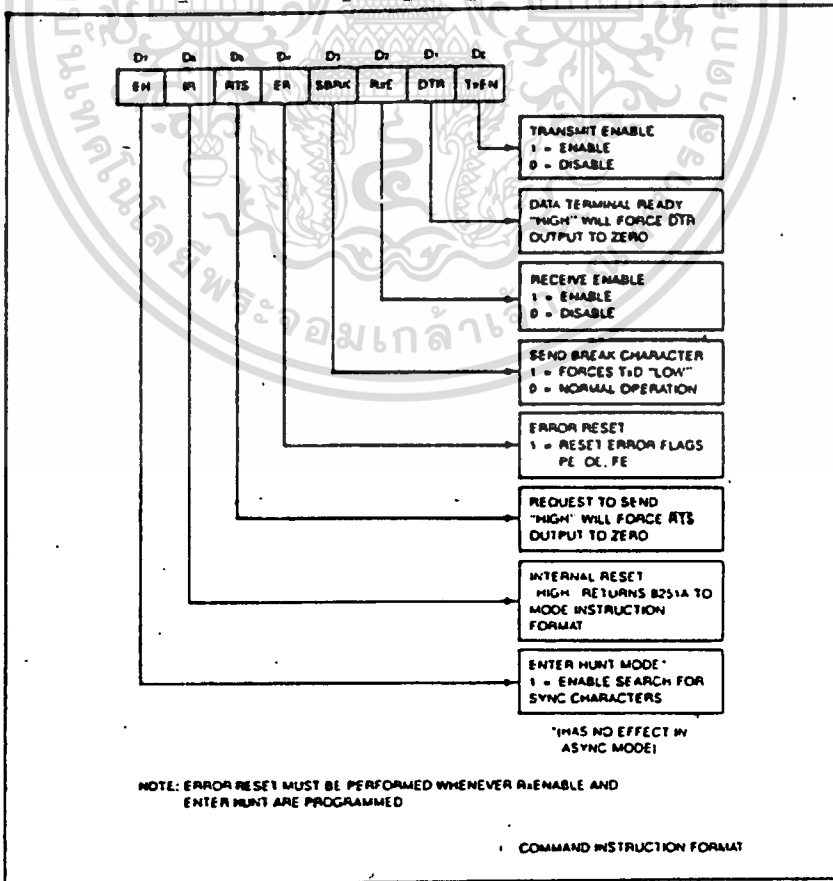 D7 D6 D5 D4 D3 D2 D1 D0
EH IR RTS ER SBRK RxE DTR TxEN
TRANSMIT ENABLE
1 = ENABLE
0 = DISABLE
DATA TERMINAL READY
"HIGH" WILL FORCE DTR
OUTPUT TO ZERO
RECEIVE ENABLE
1 = ENABLE
0 = DISABLE
SEND BREAK CHARACTER
1 = FORCES TxD "LOW"
0 = NORMAL OPERATION
ERROR RESET
1 = RESET ERROR FLAGS
PE, OE, FE
REQUEST TO SEND
"HIGH" WILL FORCE RTS
OUTPUT TO ZERO
INTERNAL RESET
HIGH RETURNS 8251A TO
MODE INSTRUCTION
FORMAT
ENTER HUNT MODE*
1 = ENABLE SEARCH FOR
SYNC CHARACTERS
*(HAS NO EFFECT IN
ASYNC MODE)
NOTE: ERROR RESET MUST BE PERFORMED WHENEVER RxENABLE AND
ENTER HUNT ARE PROGRAMMED
COMMAND INSTRUCTION FORMAT